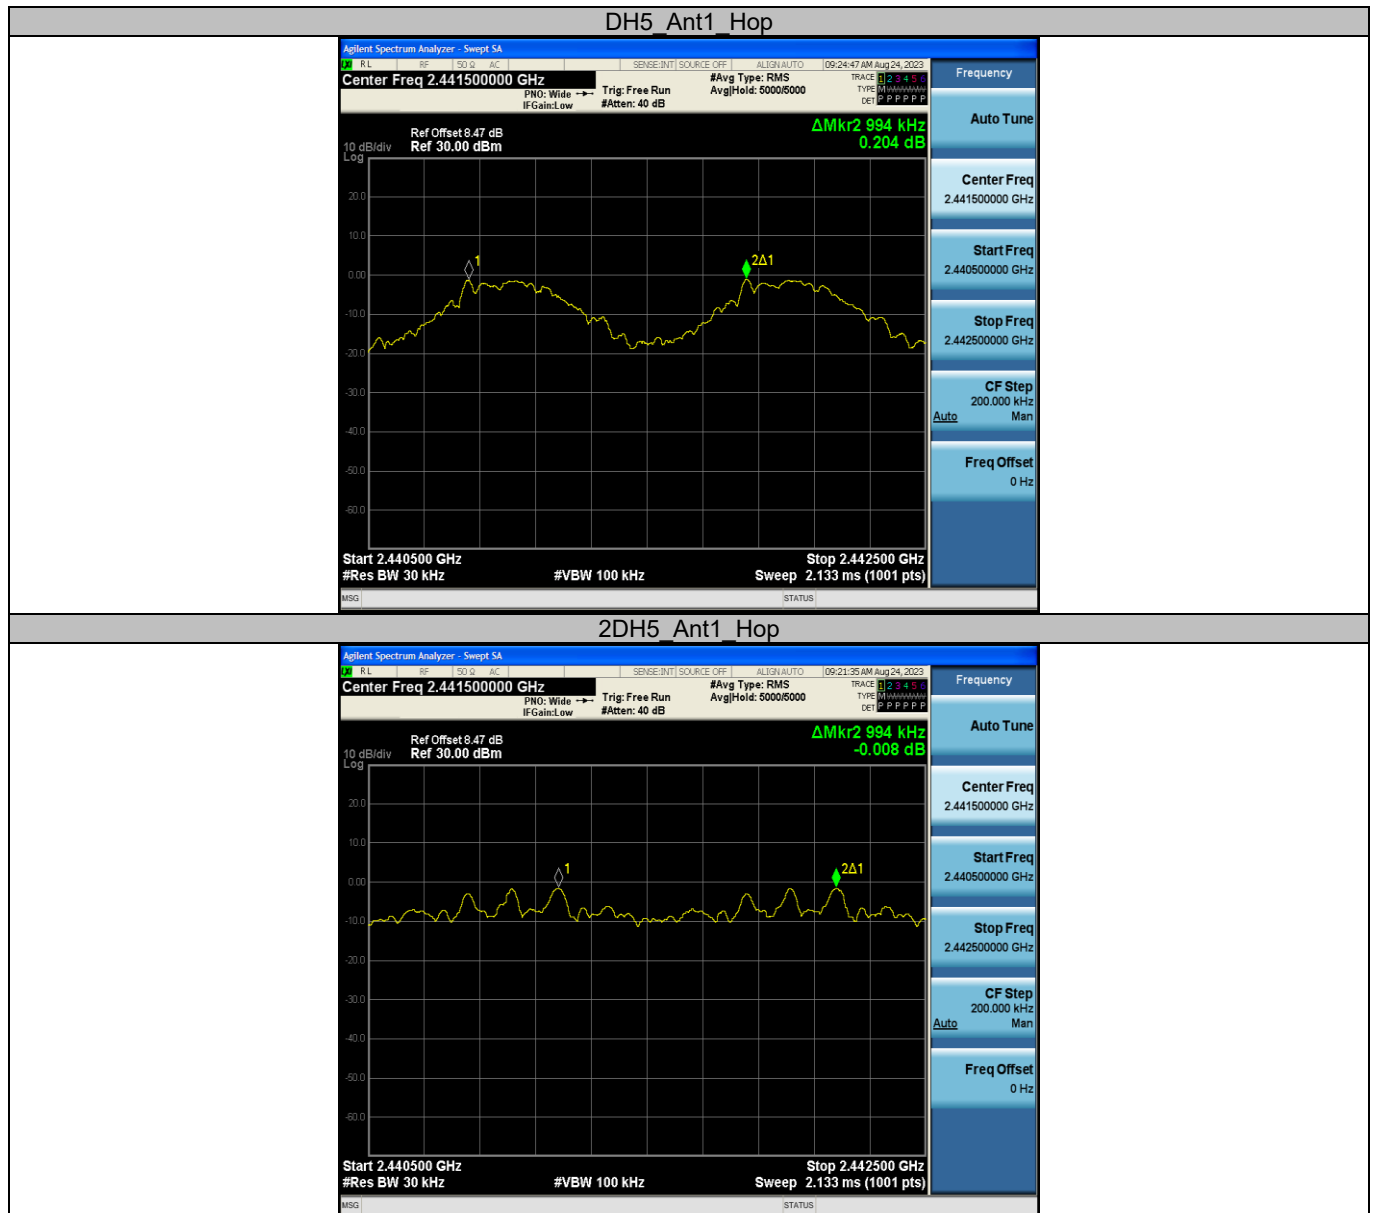 DH5_Ant1_Hop
Agilent Spectrum Analyzer - Swept SA
RL RF 50 Ω AC SENSE:INT SOURCE OFF ALIGN AUTO 09:24:47 AM Aug 24, 2023
Center Freq 2.441500000 GHz
#Avg Type: RMS
TRACE 1 2 3 4 5 6
PNO: Wide
Trig: Free Run
Avg|Hold: 5000/5000
TYPE M
IFGain:Low
#Atten: 40 dB
DET P P P P P P
Frequency
Auto Tune
ΔMkr2 994 kHz
0.204 dB
Ref Offset 8.47 dB
10 dB/div Ref 30.00 dBm
Log
20.0
10.0
0.00
-10.0
-20.0
-30.0
-40.0
-50.0
-60.0
1
2Δ1
Center Freq
2.441500000 GHz
Start Freq
2.440500000 GHz
Stop Freq
2.442500000 GHz
CF Step
200.000 kHz
Auto Man
Freq Offset
0 Hz
Start 2.440500 GHz Stop 2.442500 GHz
#Res BW 30 kHz #VBW 100 kHz Sweep 2.133 ms (1001 pts)
MSG STATUS
2DH5_Ant1_Hop
Agilent Spectrum Analyzer - Swept SA
RL RF 50 Ω AC SENSE:INT SOURCE OFF ALIGN AUTO 09:21:35 AM Aug 24, 2023
Center Freq 2.441500000 GHz
#Avg Type: RMS
TRACE 1 2 3 4 5 6
PNO: Wide
Trig: Free Run
Avg|Hold: 5000/5000
TYPE M
IFGain:Low
#Atten: 40 dB
DET P P P P P P
Frequency
Auto Tune
ΔMkr2 994 kHz
-0.008 dB
Ref Offset 8.47 dB
10 dB/div Ref 30.00 dBm
Log
20.0
10.0
0.00
-10.0
-20.0
-30.0
-40.0
-50.0
-60.0
1
2Δ1
Center Freq
2.441500000 GHz
Start Freq
2.440500000 GHz
Stop Freq
2.442500000 GHz
CF Step
200.000 kHz
Auto Man
Freq Offset
0 Hz
Start 2.440500 GHz Stop 2.442500 GHz
#Res BW 30 kHz #VBW 100 kHz Sweep 2.133 ms (1001 pts)
MSG STATUS